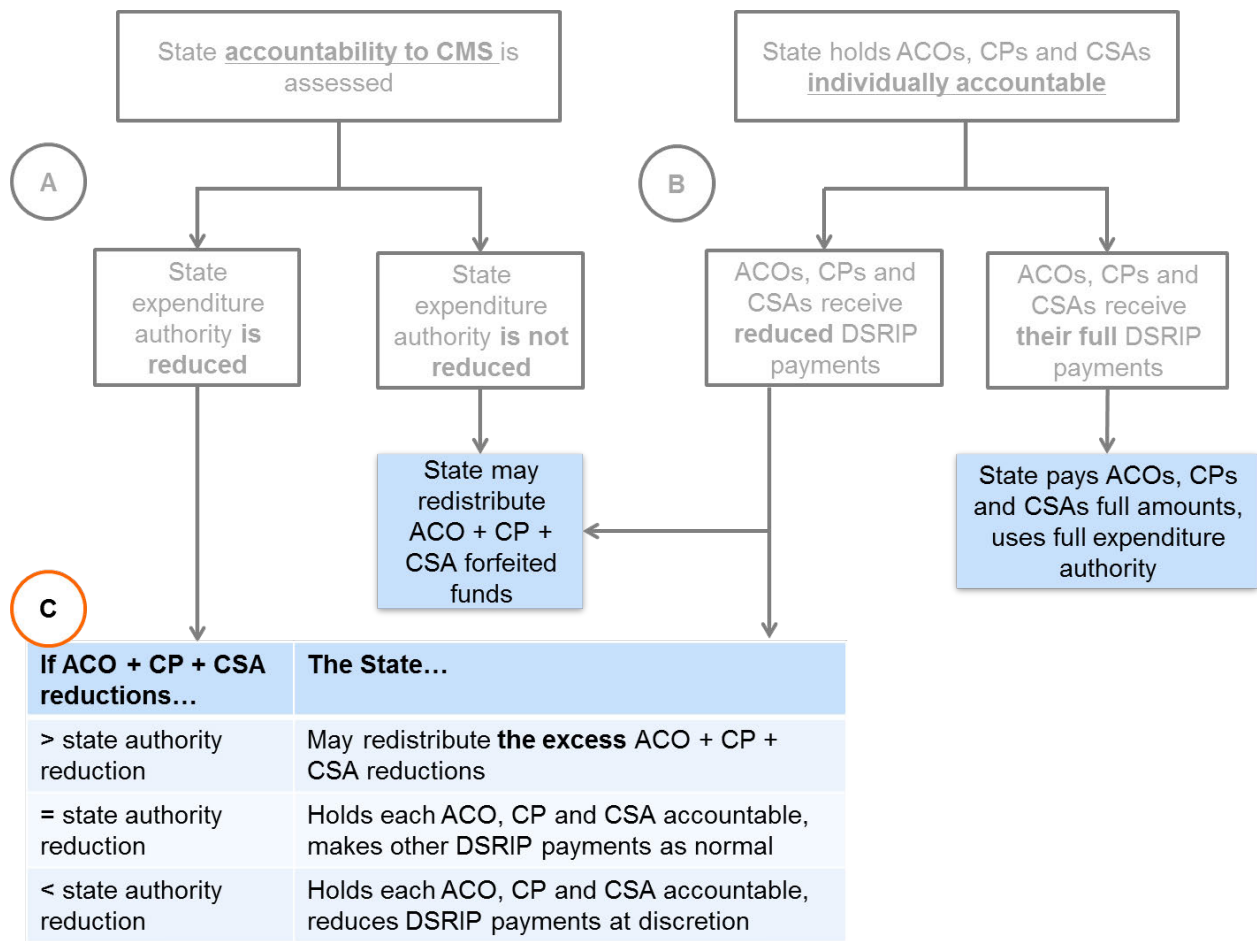 State accountability to CMS is
assessed
State holds ACOs, CPs and CSAs
individually accountable
A
B
State
expenditure
authority is
reduced
State
expenditure
authority is not
reduced
ACOs, CPs and
CSAs receive
reduced DSRIP
payments
ACOs, CPs and
CSAs receive
their full DSRIP
payments
State may
redistribute
ACO + CP +
CSA forfeited
funds
State pays ACOs, CPs
and CSAs full amounts,
uses full expenditure
authority
C
If ACO + CP + CSA
reductions…
The State…
> state authority
reduction
May redistribute the excess ACO + CP +
CSA reductions
= state authority
reduction
Holds each ACO, CP and CSA accountable,
makes other DSRIP payments as normal
< state authority
reduction
Holds each ACO, CP and CSA accountable,
reduces DSRIP payments at discretion